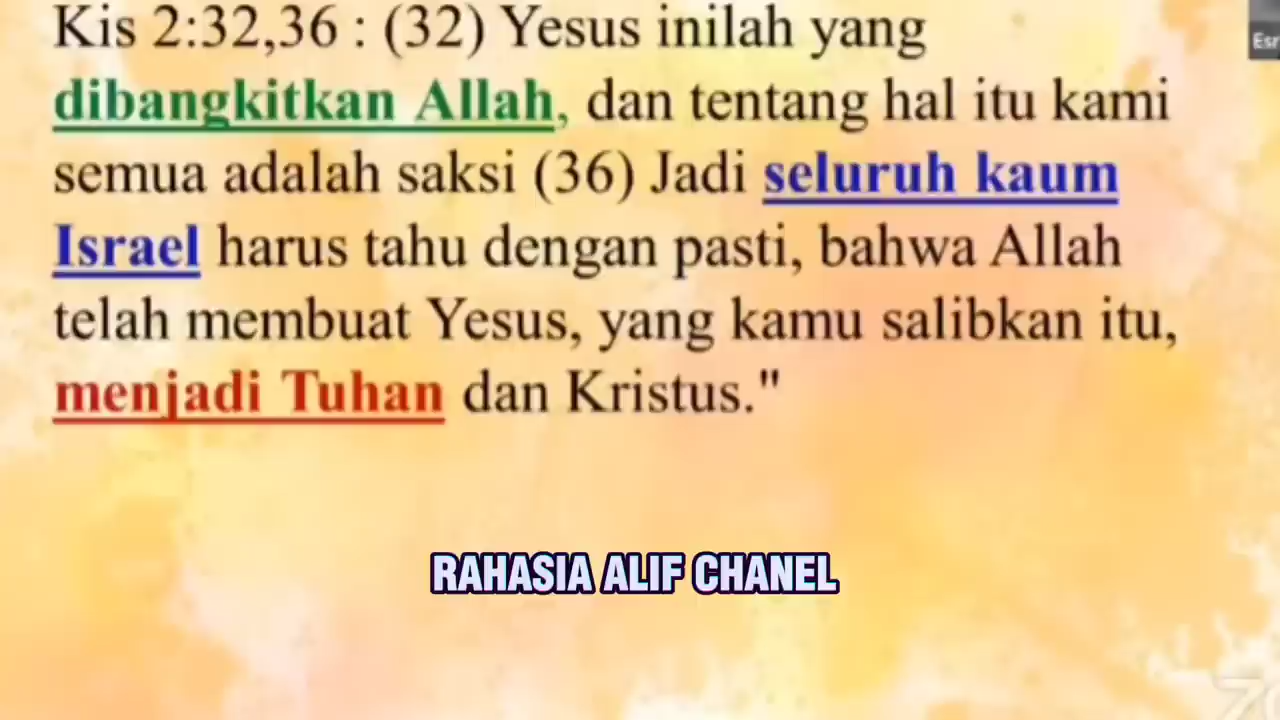 Kis 2:32,36 : (32) Yesus inilah yang
dibangkitkan Allah, dan tentang hal itu kami
semua adalah saksi (36) Jadi seluruh kaum
Israel harus tahu dengan pasti, bahwa Allah
telah membuat Yesus, yang kamu salibkan itu,
menjadi Tuhan dan Kristus."
RAHASIA ALIF CHANEL